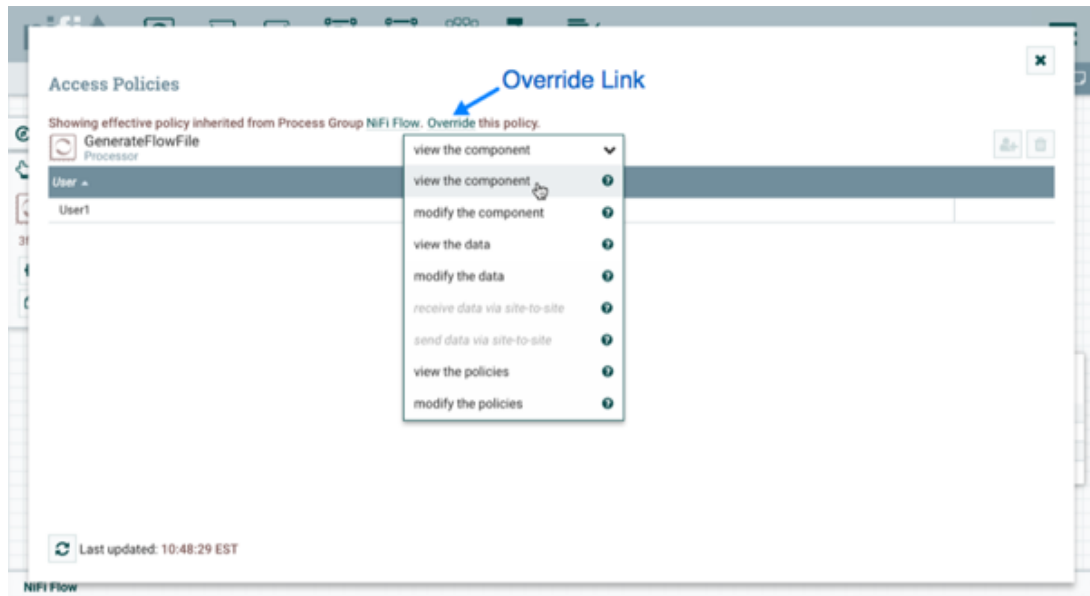 nifi
Access Policies
Override Link
Showing effective policy inherited from Process Group NiFi Flow. Override this policy.
GenerateFlowFile
Processor
view the component
User
view the component
User1
modify the component
view the data
modify the data
receive data via site-to-site
send data via site-to-site
view the policies
modify the policies
Last updated: 10:48:29 EST
NiFi Flow